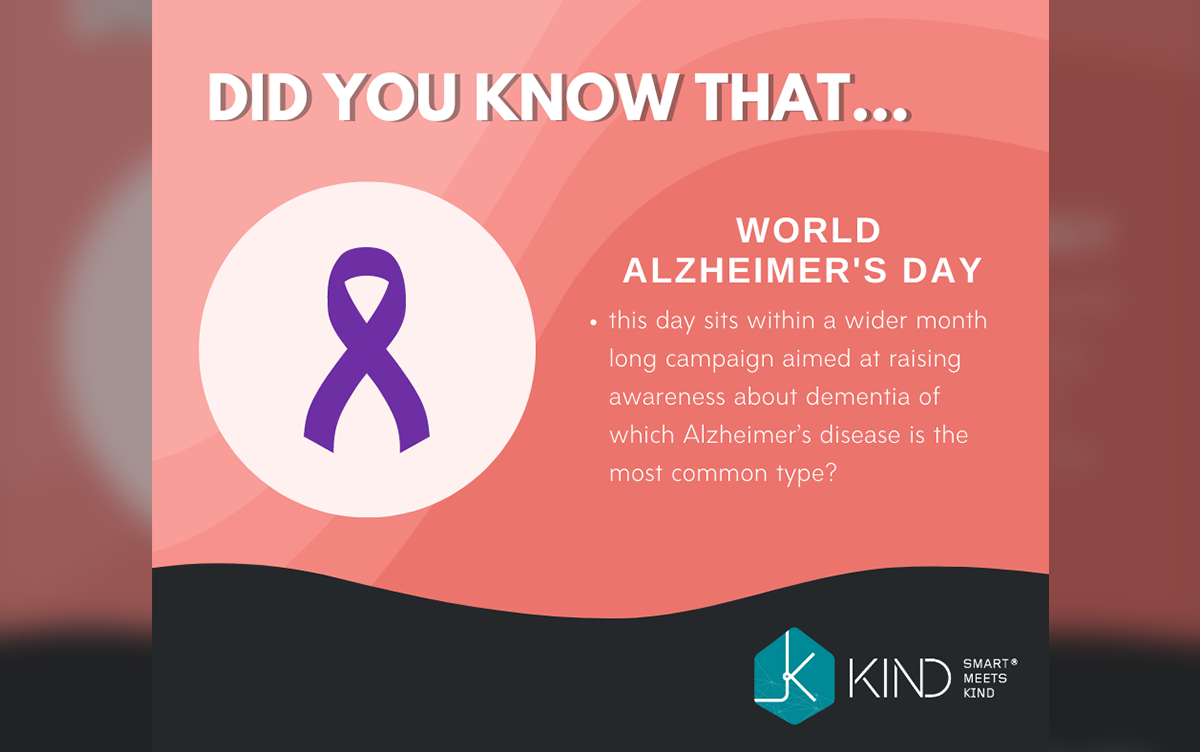 DID YOU KNOW THAT...
WORLD
ALZHEIMER'S DAY
• this day sits within a wider month
long campaign aimed at raising
awareness about dementia of
which Alzheimer’s disease is the
most common type?
KIND
SMART®
MEETS
KIND